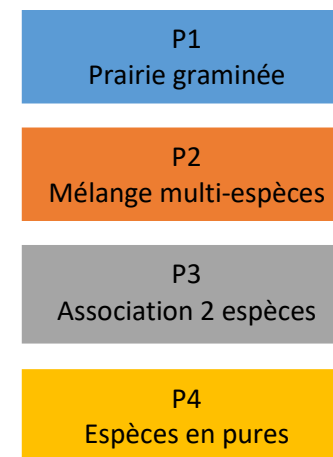 P1
Prairie graminée
P2
Mélange multi-espèces
P3
Association 2 espèces
P4
Espèces en pures